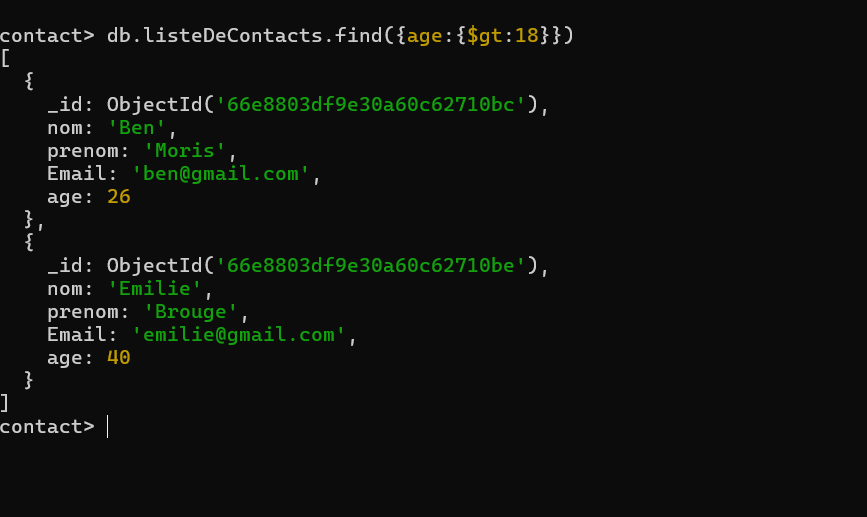 contact> db.listeDeContacts.find({age:{$gt:18}})
[
  {
    _id: ObjectId('66e8803df9e30a60c62710bc'),
    nom: 'Ben',
    prenom: 'Moris',
    Email: 'ben@gmail.com',
    age: 26
  },
  {
    _id: ObjectId('66e8803df9e30a60c62710be'),
    nom: 'Emilie',
    prenom: 'Brouge',
    Email: 'emilie@gmail.com',
    age: 40
  }
]
contact>